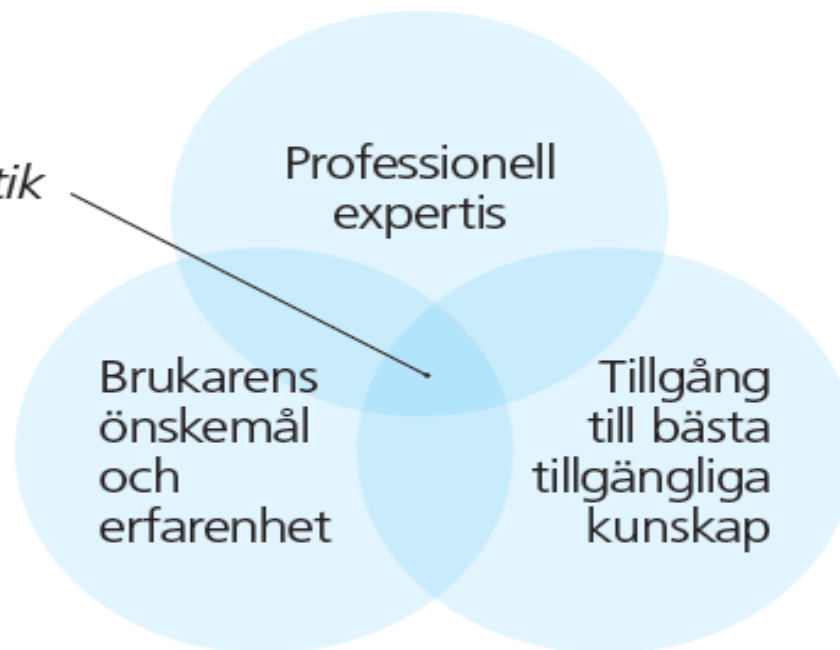 Professionell
expertis
tik
Brukarens
önskemål
och
erfarenhet
Tillgång
till bästa
tillgängliga
kunskap